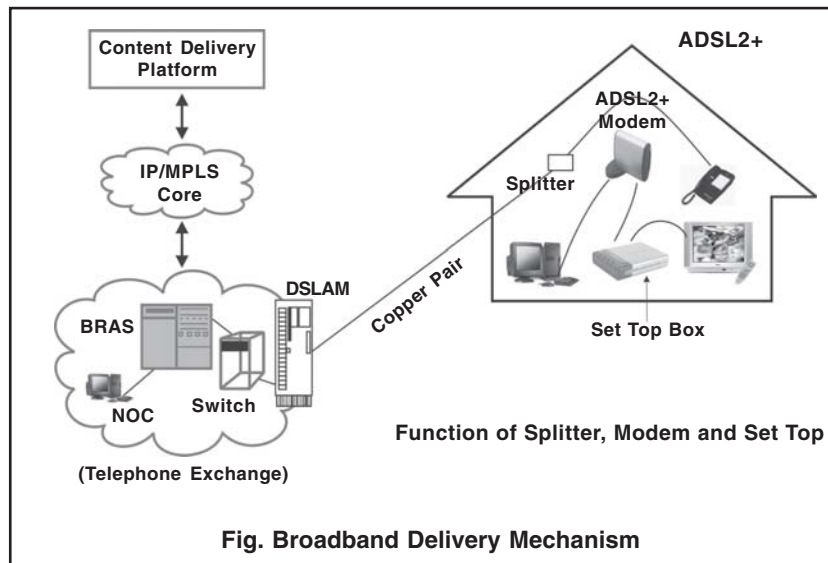 Content Delivery
Platform
IP/MPLS
Core
BRAS
NOC
Switch
DSLAM
(Telephone Exchange)
Copper Pair
ADSL2+
ADSL2+
Modem
Splitter
Set Top Box
Function of Splitter, Modem and Set Top
Fig. Broadband Delivery Mechanism